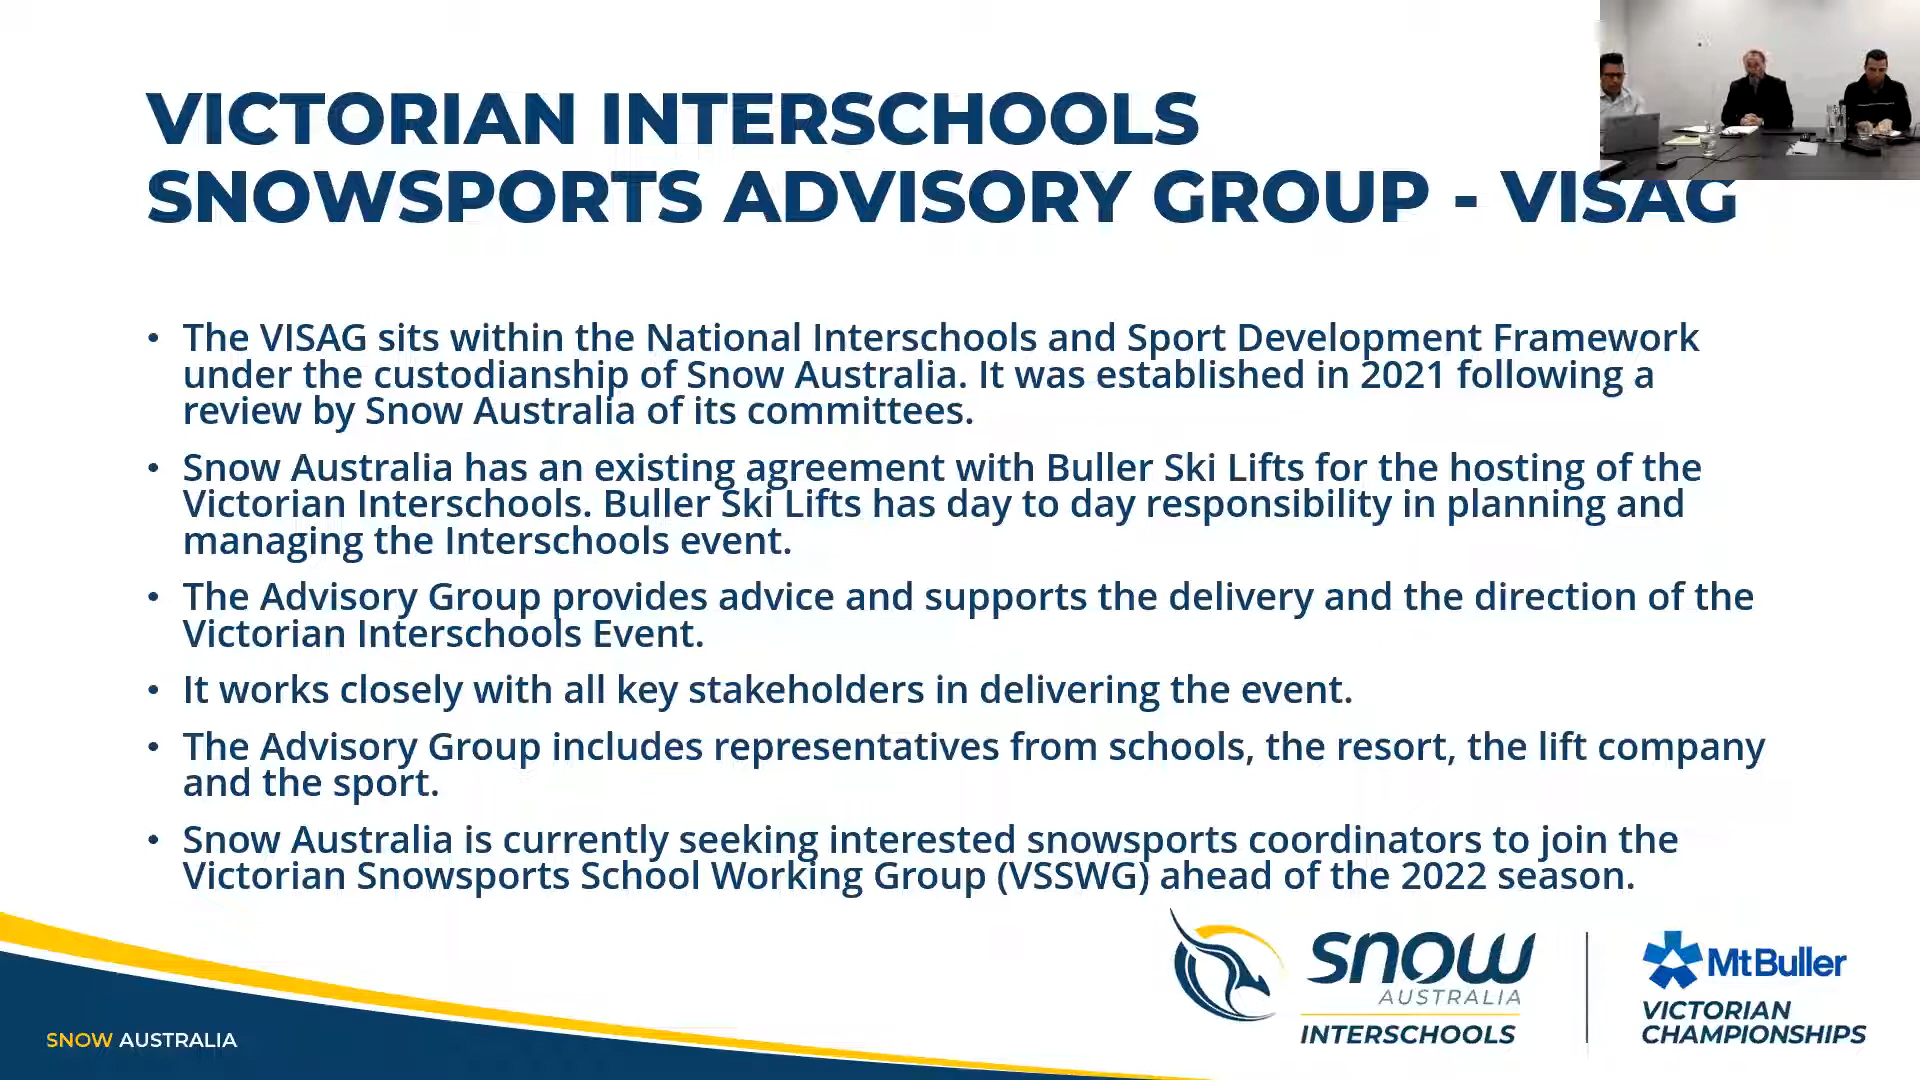 VICTORIAN INTERSCHOOLS
SNOWSPORTS ADVISORY GROUP - VISAG
• The VISAG sits within the National Interschools and Sport Development Framework
under the custodianship of Snow Australia. It was established in 2021 following a
review by Snow Australia of its committees.
• Snow Australia has an existing agreement with Buller Ski Lifts for the hosting of the
Victorian Interschools. Buller Ski Lifts has day to day responsibility in planning and
managing the Interschools event.
• The Advisory Group provides advice and supports the delivery and the direction of the
Victorian Interschools Event.
• It works closely with all key stakeholders in delivering the event.
• The Advisory Group includes representatives from schools, the resort, the lift company
and the sport.
• Snow Australia is currently seeking interested snowsports coordinators to join the
Victorian Snowsports School Working Group (VSSWG) ahead of the 2022 season.
snow
AUSTRALIA
INTERSCHOOLS
Mt Buller
VICTORIAN
CHAMPIONSHIPS
SNOW AUSTRALIA